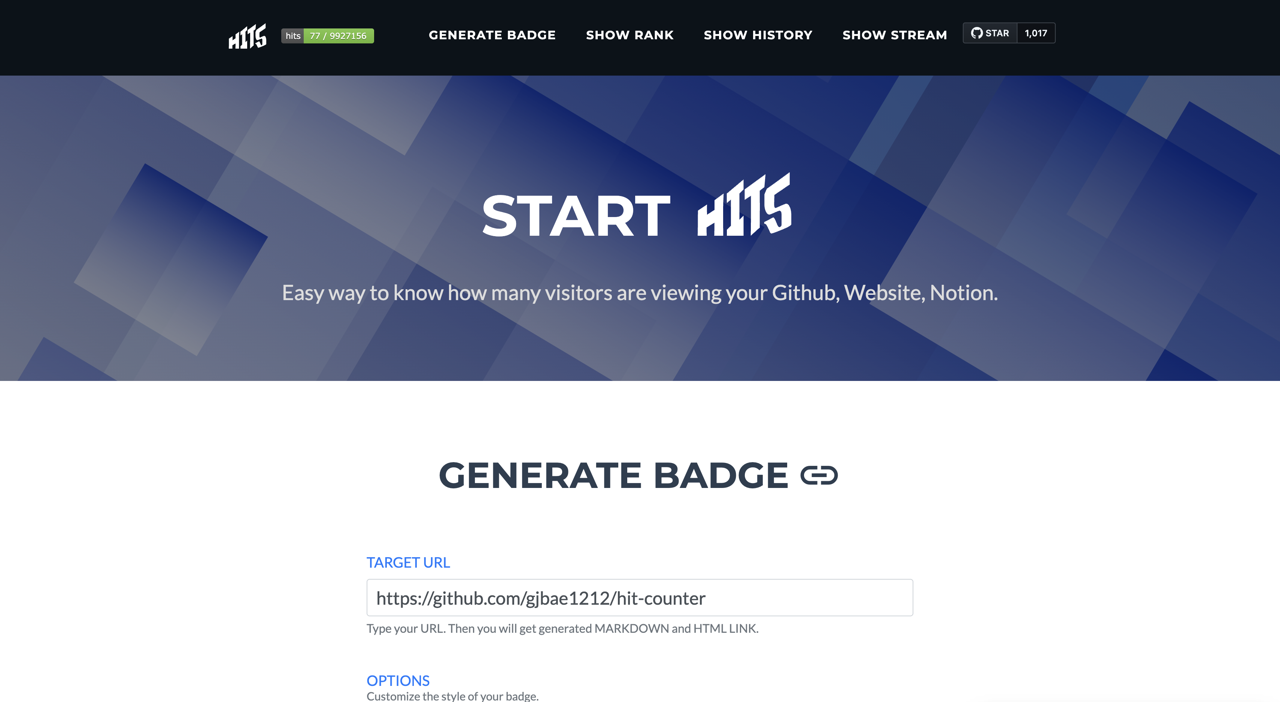 HITS hits 77 / 9927156 GENERATE BADGE SHOW RANK SHOW HISTORY SHOW STREAM STAR 1,017
START HITS
Easy way to know how many visitors are viewing your Github, Website, Notion.
GENERATE BADGE
TARGET URL
https://github.com/gjbae1212/hit-counter
Type your URL. Then you will get generated MARKDOWN and HTML LINK.
OPTIONS
Customize the style of your badge.